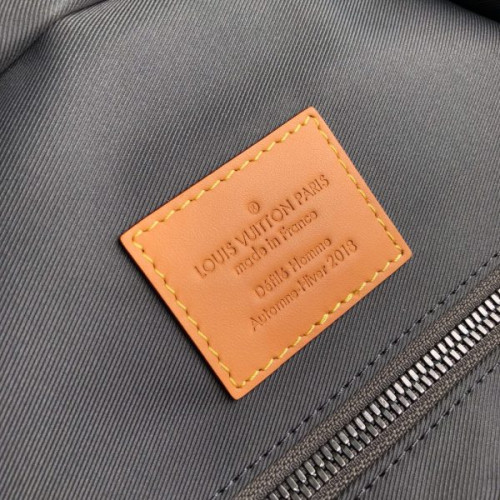 ®
LOUIS VUITTON PARIS
made in France
Défilé Homme
Automne-Hiver 2018